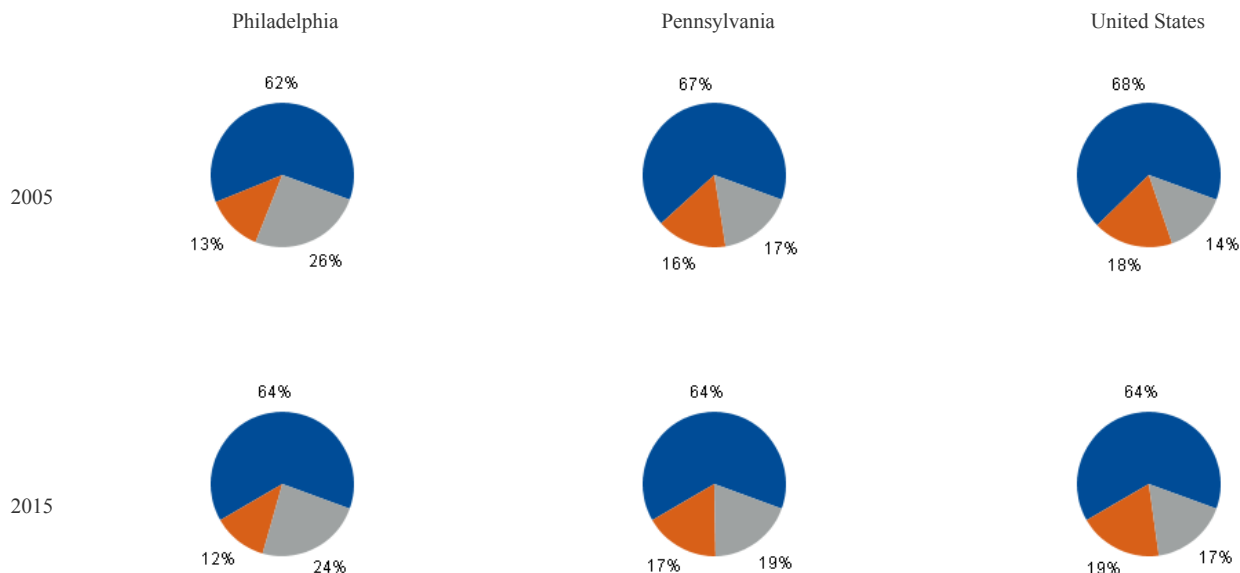 Philadelphia Pennsylvania United States
62% 67% 68%
2005
13% 26% 16% 17% 18% 14%
64% 64% 64%
2015
12% 24% 17% 19% 19% 17%